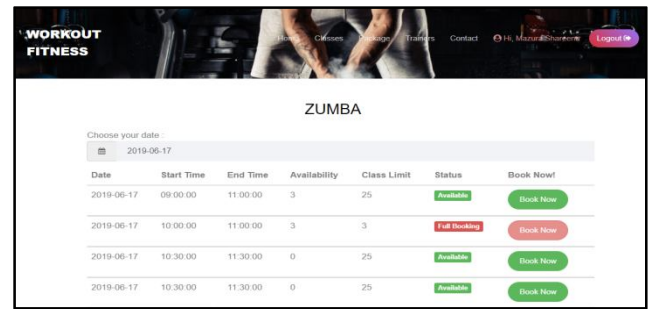 WORKOUT
FITNESS
Home Classes Package Trainers Contact Hi, Mazura Shareena Logout
ZUMBA
Choose your date :
2019-06-17
Date Start Time End Time Availability Class Limit Status Book Now!
2019-06-17 09:00:00 11:00:00 3 25 Available Book Now
2019-06-17 10:00:00 11:00:00 3 3 Full Booking Book Now
2019-06-17 10:30:00 11:30:00 0 25 Available Book Now
2019-06-17 10:30:00 11:30:00 0 25 Available Book Now